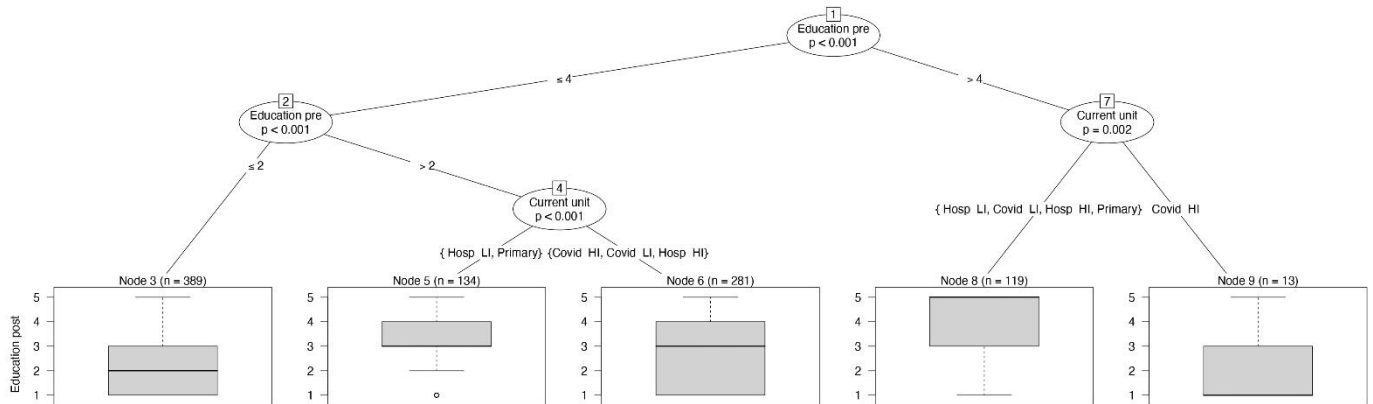 1
Education pre
p < 0.001
≤ 4
> 4
2
Education pre
p < 0.001
7
Current unit
p = 0.002
≤ 2
> 2
4
Current unit
p < 0.001
{ Hosp LI, Covid LI, Hosp HI, Primary} Covid HI
{ Hosp LI, Primary} {Covid HI, Covid LI, Hosp HI}
Node 3 (n = 389)
Node 5 (n = 134)
Node 6 (n = 281)
Node 8 (n = 119)
Node 9 (n = 13)
Education post
5
4
3
2
1
5
4
3
2
1
5
4
3
2
1
5
4
3
2
1
5
4
3
2
1